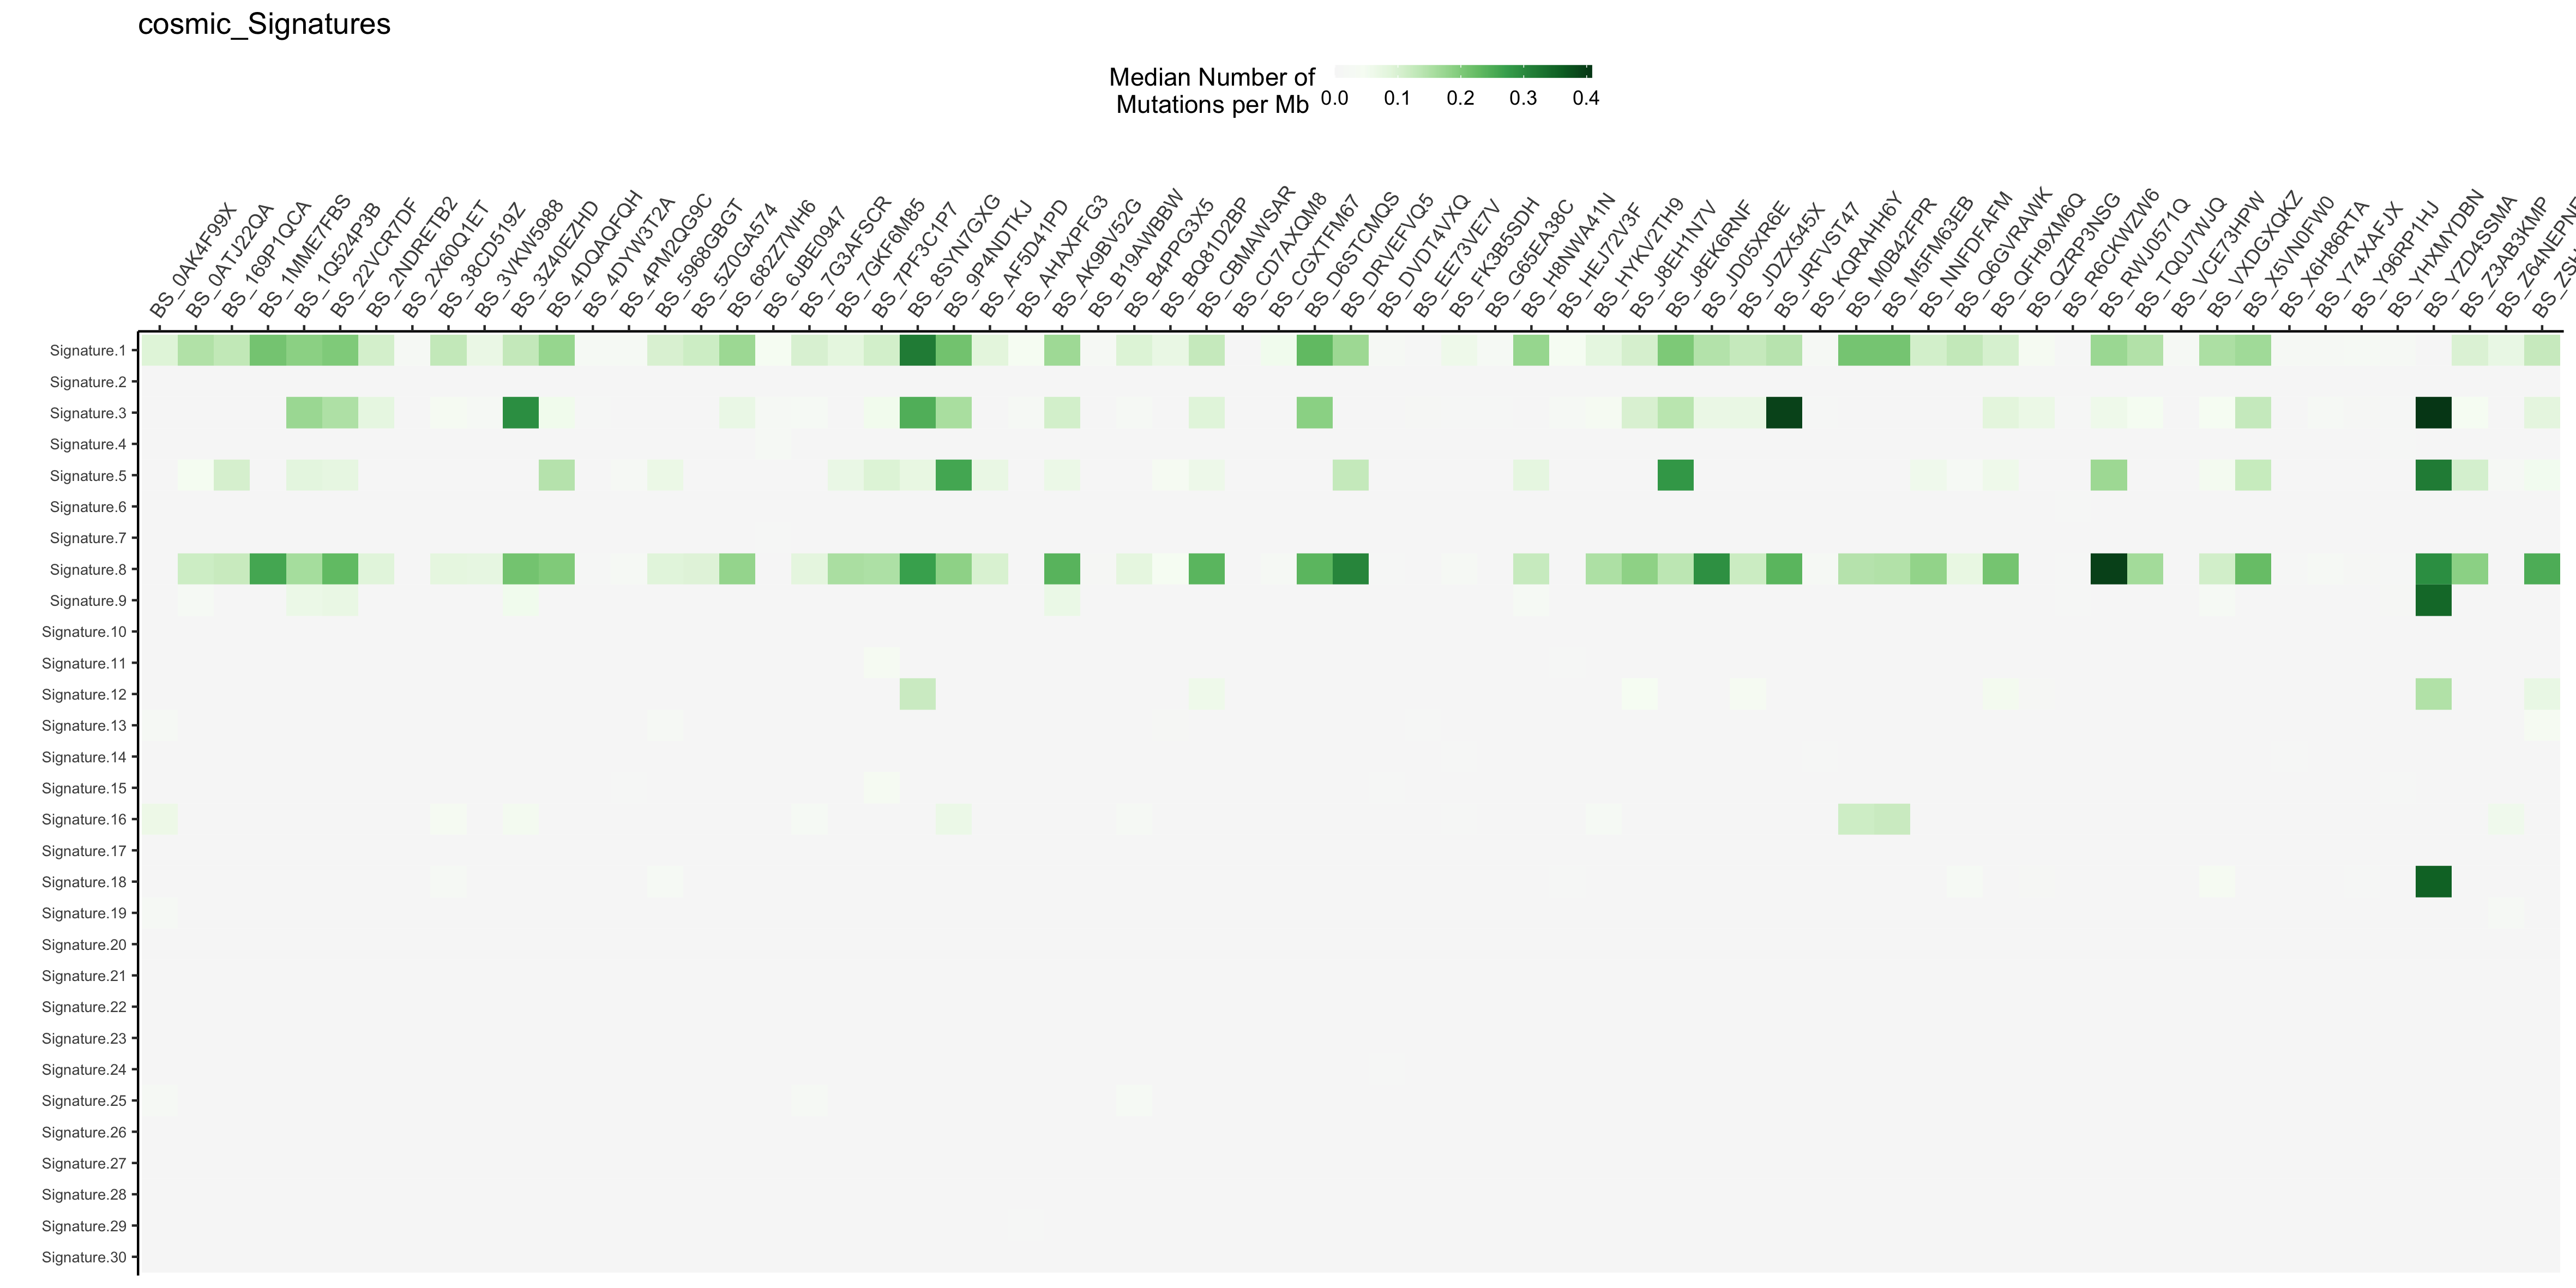 cosmic_Signatures
Median Number of
Mutations per Mb
0.0 0.1 0.2 0.3 0.4
BS_0AK4F99X
BS_0ATJ22QA
BS_169P1QCA
BS_1MME7FBS
BS_1Q524P3B
BS_22VCR7DF
BS_2NDRETB2
BS_2X60Q1ET
BS_38CD519Z
BS_3VKW5988
BS_3Z40EZHD
BS_4DQAQFQH
BS_4DYW3T2A
BS_4PM2QG9C
BS_5968GBGT
BS_5Z0GA574
BS_682Z7WH6
BS_6JBE0947
BS_7G3AFSCR
BS_7GKF6M85
BS_7PF3C1P7
BS_8SYN7GXG
BS_9P4NDTKJ
BS_AF5D41PD
BS_AHAXPFG3
BS_AK9BV52G
BS_B19AWBBW
BS_B4PPG3X5
BS_BQ81D2BP
BS_CBMAWSAR
BS_CD7AXQM8
BS_CGXTFM67
BS_D6STCMQS
BS_DRVEFVQ5
BS_DVDT4VXQ
BS_EE73VE7V
BS_FK3B5SDH
BS_G65EA38C
BS_H8NWA41N
BS_HEJ72V3F
BS_HYKV2TH9
BS_J8EH1N7V
BS_J8EK6RNF
BS_JD05XR6E
BS_JDZX545X
BS_JRFVST47
BS_KQRAHH6Y
BS_M0B42FPR
BS_M5FM63EB
BS_NNFDFAFM
BS_Q6GVRAWK
BS_QFH9XM6Q
BS_QZRP3NSG
BS_R6CKWZW6
BS_RWJ0571Q
BS_TQ0J7WJQ
BS_VCE73HPW
BS_VXDGXQKZ
BS_X5VN0FW0
BS_X6H86RTA
BS_Y74XAFJX
BS_Y96RP1HJ
BS_YHXMYDBN
BS_YZD4SSMA
BS_Z3AB3KMP
Signature.1
Signature.2
Signature.3
Signature.4
Signature.5
Signature.6
Signature.7
Signature.8
Signature.9
Signature.10
Signature.11
Signature.12
Signature.13
Signature.14
Signature.15
Signature.16
Signature.17
Signature.18
Signature.19
Signature.20
Signature.21
Signature.22
Signature.23
Signature.24
Signature.25
Signature.26
Signature.27
Signature.28
Signature.29
Signature.30